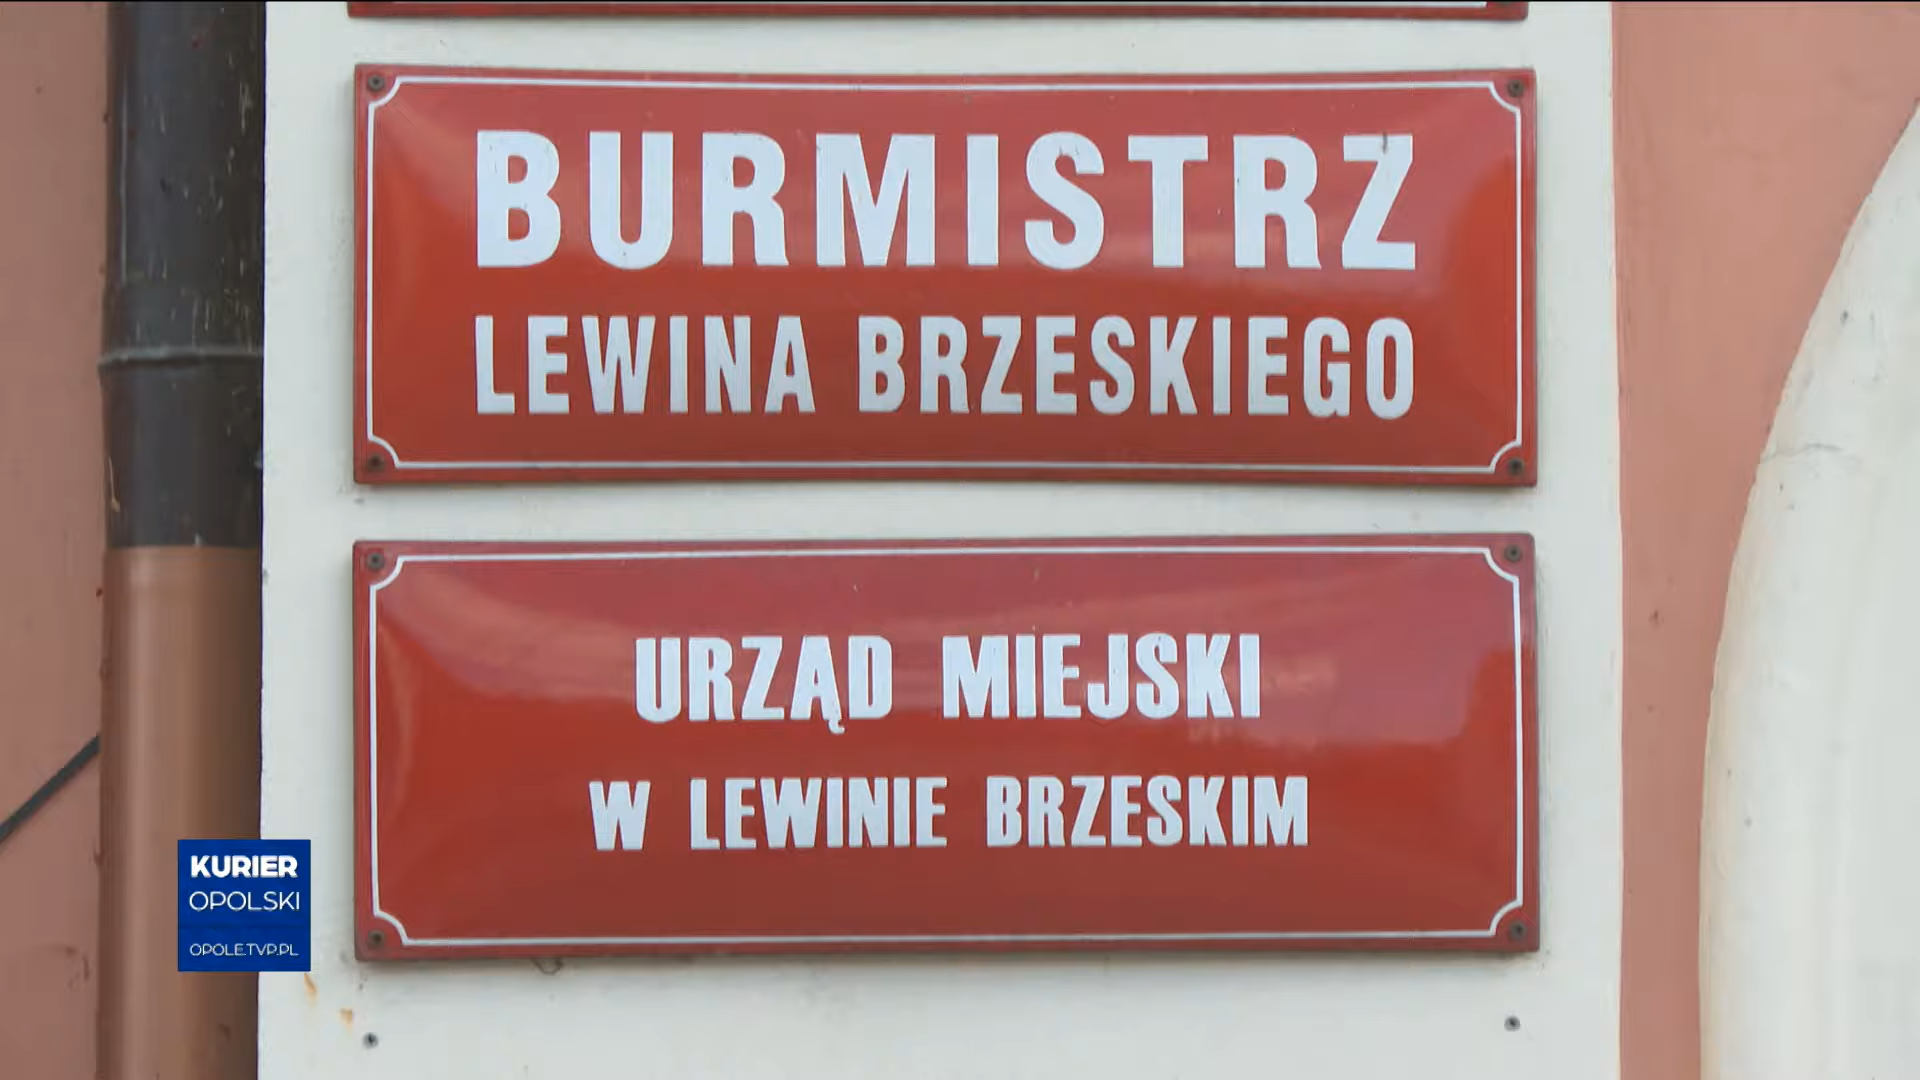 BURMISTRZ
LEWINA BRZESKIEGO
URZĄD MIEJSKI
W LEWINIE BRZESKIM
KURIER
OPOLSKI
OPOLE.TVP.PL